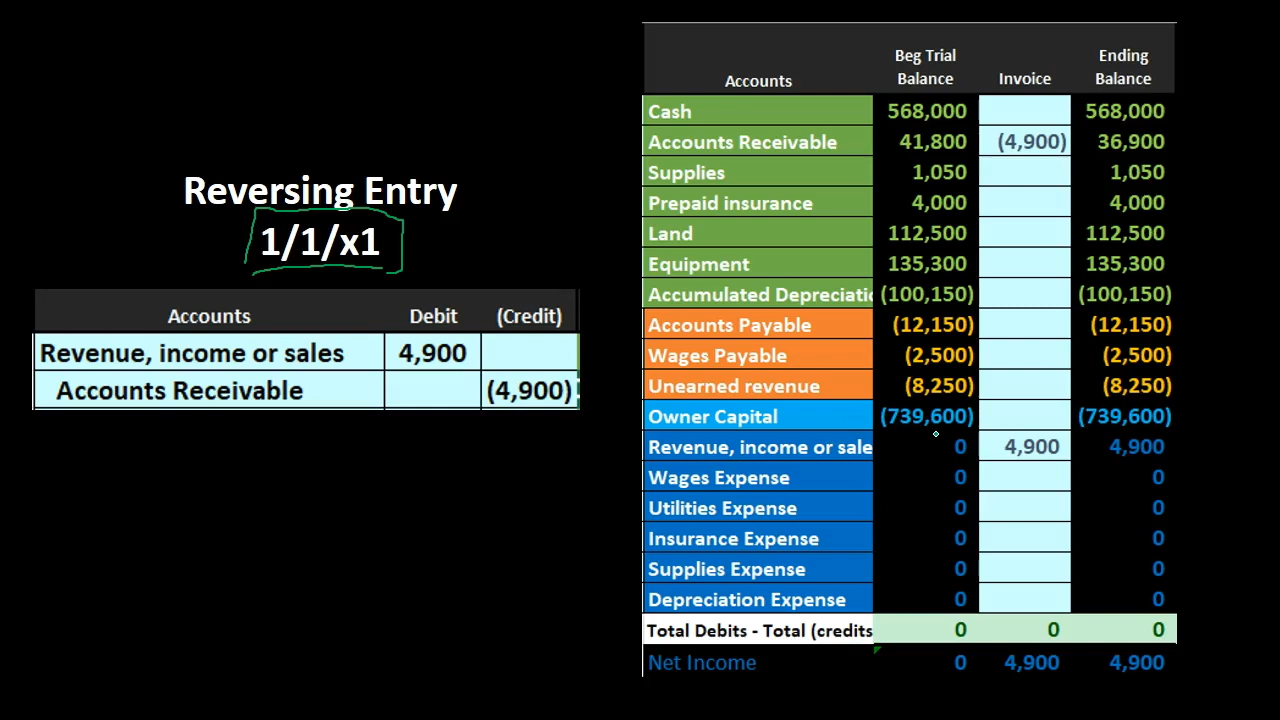 Reversing Entry
1/1/x1
Accounts Debit (Credit)
Revenue, income or sales 4,900
Accounts Receivable (4,900)
Accounts Beg Trial Balance Invoice Ending Balance
Cash 568,000 568,000
Accounts Receivable 41,800 (4,900) 36,900
Supplies 1,050 1,050
Prepaid insurance 4,000 4,000
Land 112,500 112,500
Equipment 135,300 135,300
Accumulated Depreciatic (100,150) (100,150)
Accounts Payable (12,150) (12,150)
Wages Payable (2,500) (2,500)
Unearned revenue (8,250) (8,250)
Owner Capital (739,600) (739,600)
Revenue, income or sale 0 4,900 4,900
Wages Expense 0 0
Utilities Expense 0 0
Insurance Expense 0 0
Supplies Expense 0 0
Depreciation Expense 0 0
Total Debits - Total (credits 0 0 0
Net Income 0 4,900 4,900